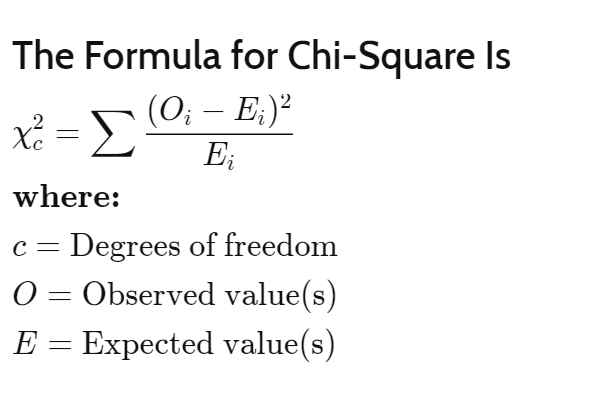 The Formula for Chi-Square Is
χ²_c = ∑ (O_i − E_i)² / E_i
where:
c = Degrees of freedom
O = Observed value(s)
E = Expected value(s)